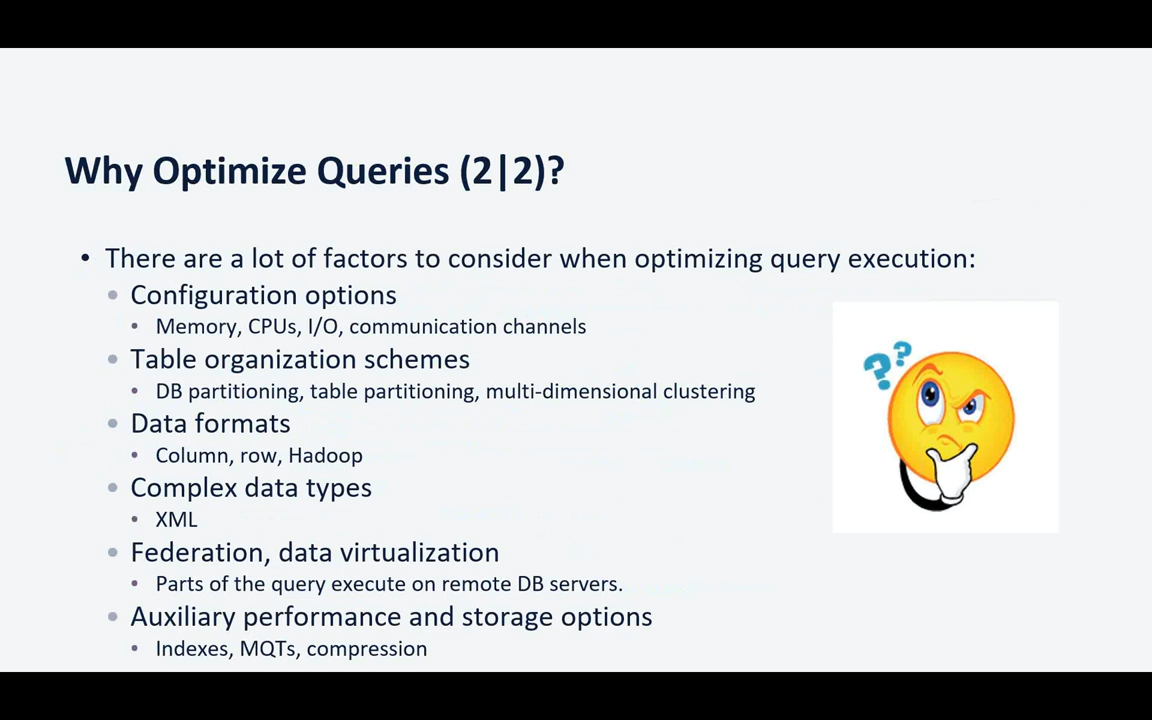 Why Optimize Queries (2|2)?
• There are a lot of factors to consider when optimizing query execution:
• Configuration options
• Memory, CPUs, I/O, communication channels
• Table organization schemes
• DB partitioning, table partitioning, multi-dimensional clustering
• Data formats
• Column, row, Hadoop
• Complex data types
• XML
• Federation, data virtualization
• Parts of the query execute on remote DB servers.
• Auxiliary performance and storage options
• Indexes, MQTs, compression
??